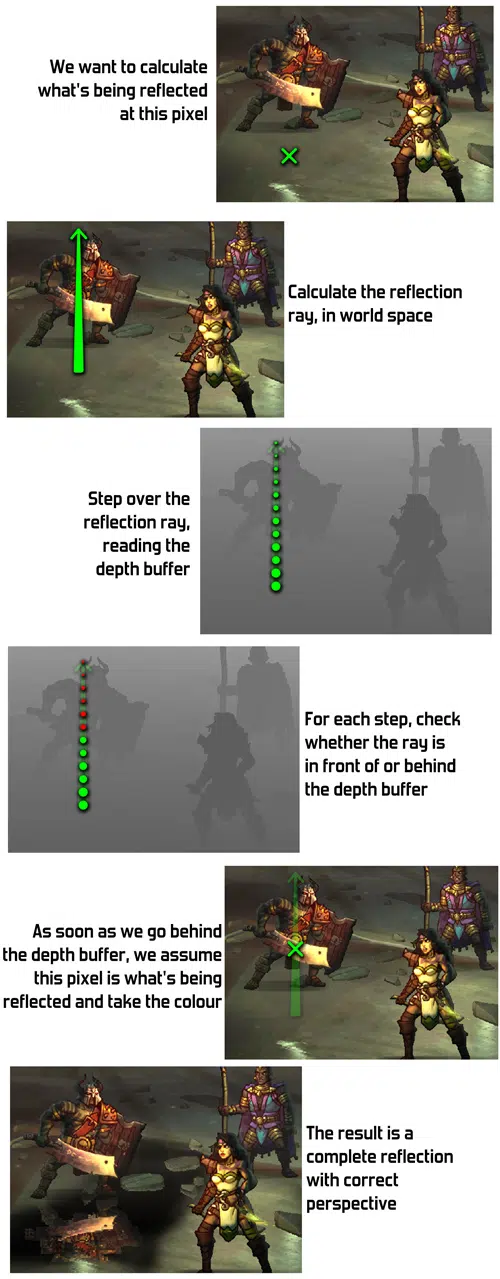 We want to calculate
what's being reflected
at this pixel
Calculate the reflection
ray, in world space
Step over the
reflection ray,
reading the
depth buffer
For each step, check
whether the ray is
in front of or behind
the depth buffer
As soon as we go behind
the depth buffer, we assume
this pixel is what's being
reflected and take the colour
The result is a
complete reflection
with correct
perspective